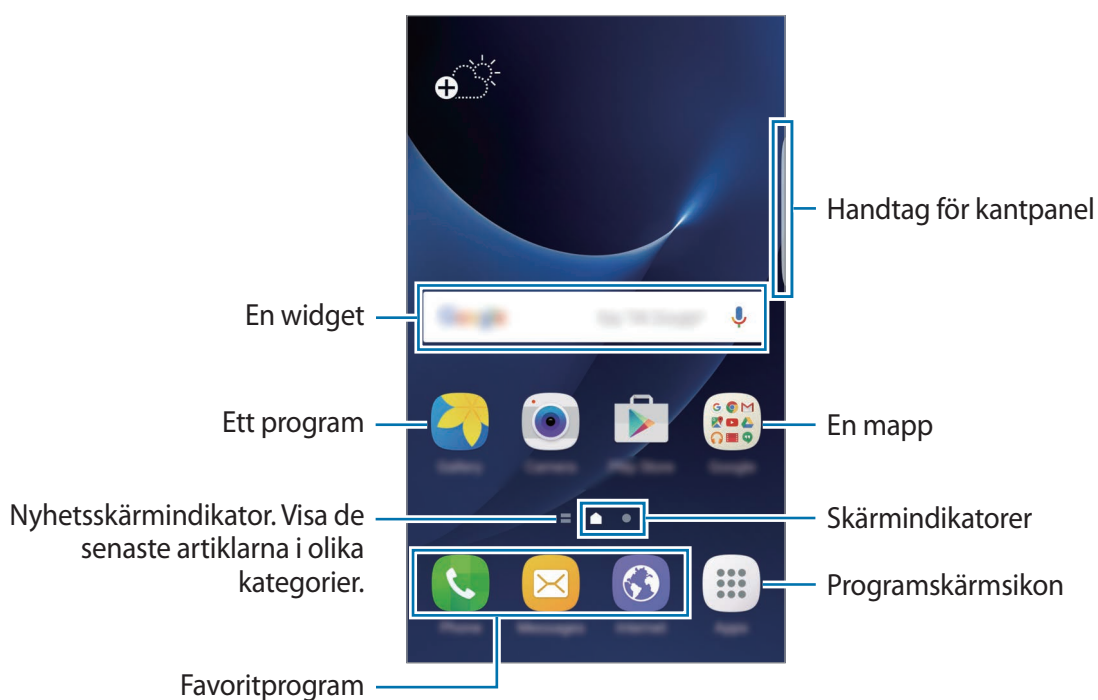 Handtag för kantpanel
En widget
Ett program
En mapp
Nyhetsskärmindikator. Visa de
senaste artiklarna i olika
kategorier.
Skärmindikatorer
Programskärmsikon
Favoritprogram